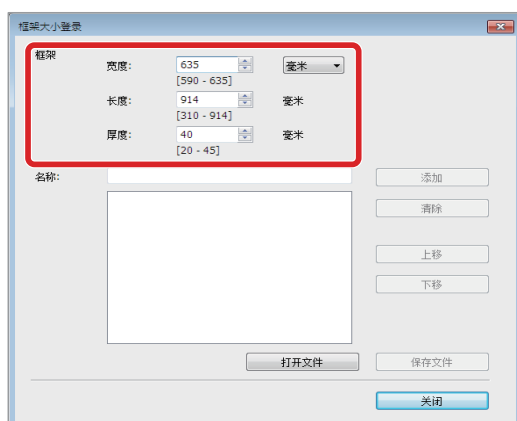 框架大小登录
框架
宽度: 635 毫米
[590 - 635]
长度: 914 毫米
[310 - 914]
厚度: 40 毫米
[20 - 45]
名称: 添加
清除
上移
下移
打开文件 保存文件
关闭